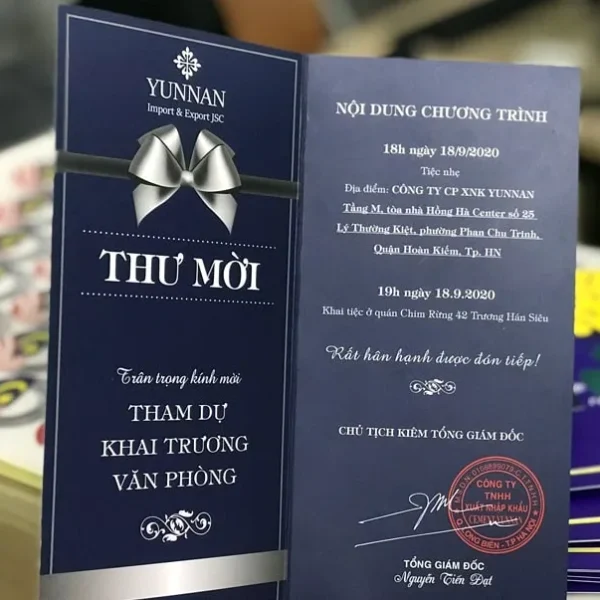 YUNNAN
Import & Export JSC
THƯ MỜI
Trân trọng kính mời
THAM DỰ
KHAI TRƯƠNG
VĂN PHÒNG
NỘI DUNG CHƯƠNG TRÌNH
18h ngày 18/9/2020
Tiệc nhẹ
Địa điểm: CÔNG TY CP XNK YUNNAN
Tầng M, tòa nhà Hồng Hà Center số 25
Lý Thường Kiệt, phường Phan Chu Trinh,
Quận Hoàn Kiếm, Tp. HN
19h ngày 18.9.2020
Khai tiệc ở quán Chim Rừng 42 Trương Hán Siêu
Rất hân hạnh được đón tiếp!
CHỦ TỊCH KIÊM TỔNG GIÁM ĐỐC
CÔNG TY
TNHH
XUẤT NHẬP KHẨU
Q.LONG BIÊN - T.P HÀ NỘI
TỔNG GIÁM ĐỐC
Nguyễn Tiến Đạt